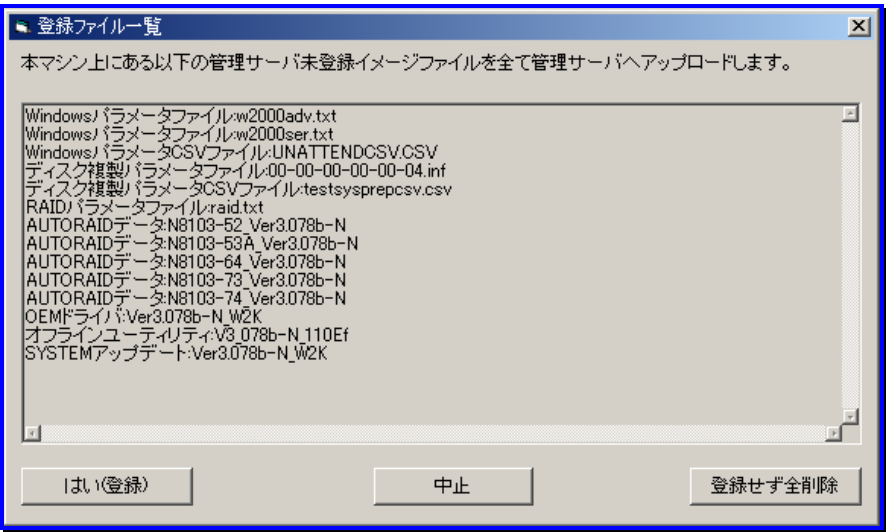 登録ファイル一覧
本マシン上にある以下の管理サーバ未登録イメージファイルを全て管理サーバへアップロードします。
Windowsパラメータファイル:w2000adv.txt
Windowsパラメータファイル:w2000ser.txt
WindowsパラメータCSVファイル:UNATTENDCSV.CSV
ディスク複製パラメータファイル:00-00-00-00-00-04.inf
ディスク複製パラメータCSVファイル:testsysprepcsv.csv
RAIDパラメータファイル:raid.txt
AUTORAIDデータ:N8103-52_Ver3.078b-N
AUTORAIDデータ:N8103-53A_Ver3.078b-N
AUTORAIDデータ:N8103-64_Ver3.078b-N
AUTORAIDデータ:N8103-73_Ver3.078b-N
AUTORAIDデータ:N8103-74_Ver3.078b-N
OEMドライバ:Ver3.078b-N_W2K
オフラインユーティリティ:V3_078b-N_110Ef
SYSTEMアップデート:Ver3.078b-N_W2K
はい(登録) 中止 登録せず全削除